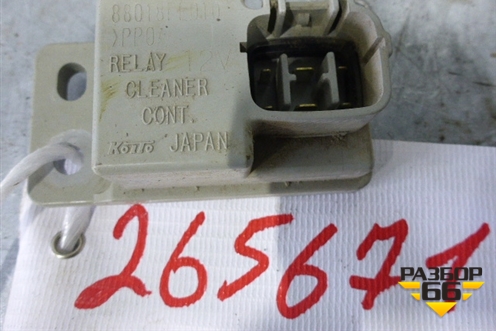 RELAY
CLEANER
CONT.
KOITO JAPAN
265671
РАЗБОР
66